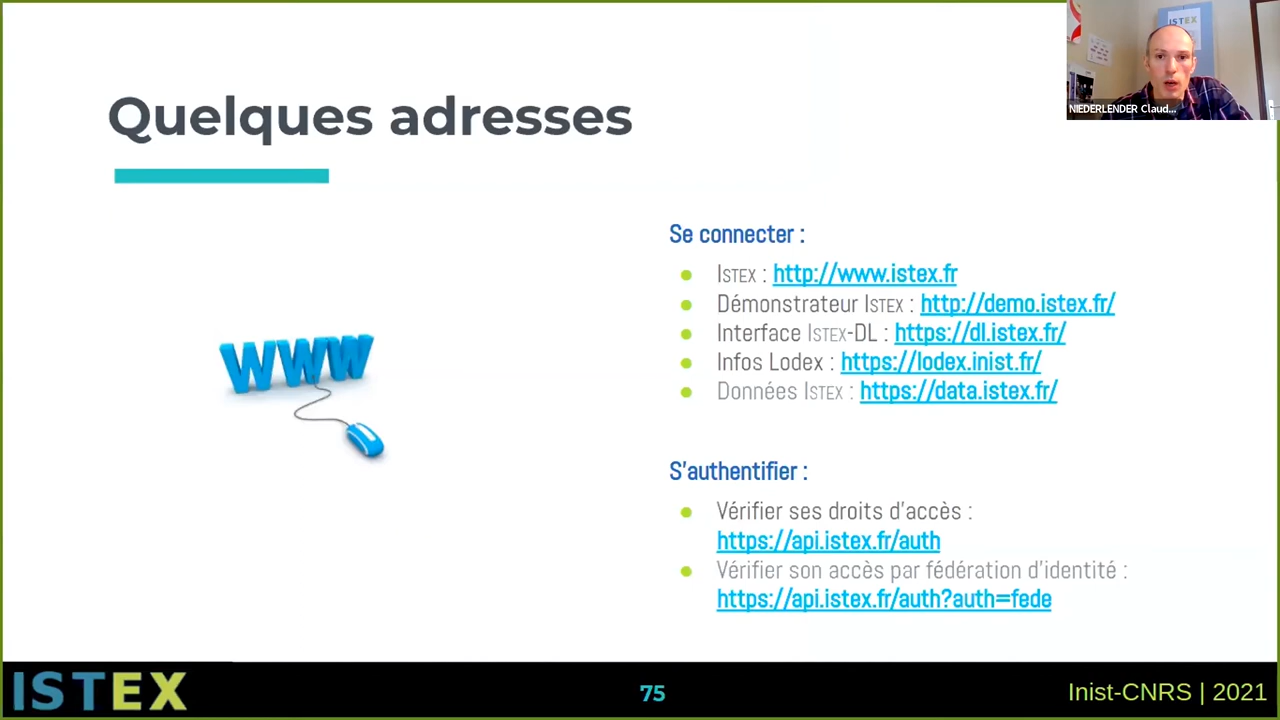 ISTEX
NIEDERLENDER Claud...
Quelques adresses
WWW
Se connecter :
● ISTEX : http://www.istex.fr
● Démonstrateur ISTEX : http://demo.istex.fr/
● Interface ISTEX-DL : https://dl.istex.fr/
● Infos Lodex : https://lodex.inist.fr/
● Données ISTEX : https://data.istex.fr/
S'authentifier :
● Vérifier ses droits d'accès :
https://api.istex.fr/auth
● Vérifier son accès par fédération d'identité :
https://api.istex.fr/auth?auth=fede
ISTEX
75
Inist-CNRS | 2021